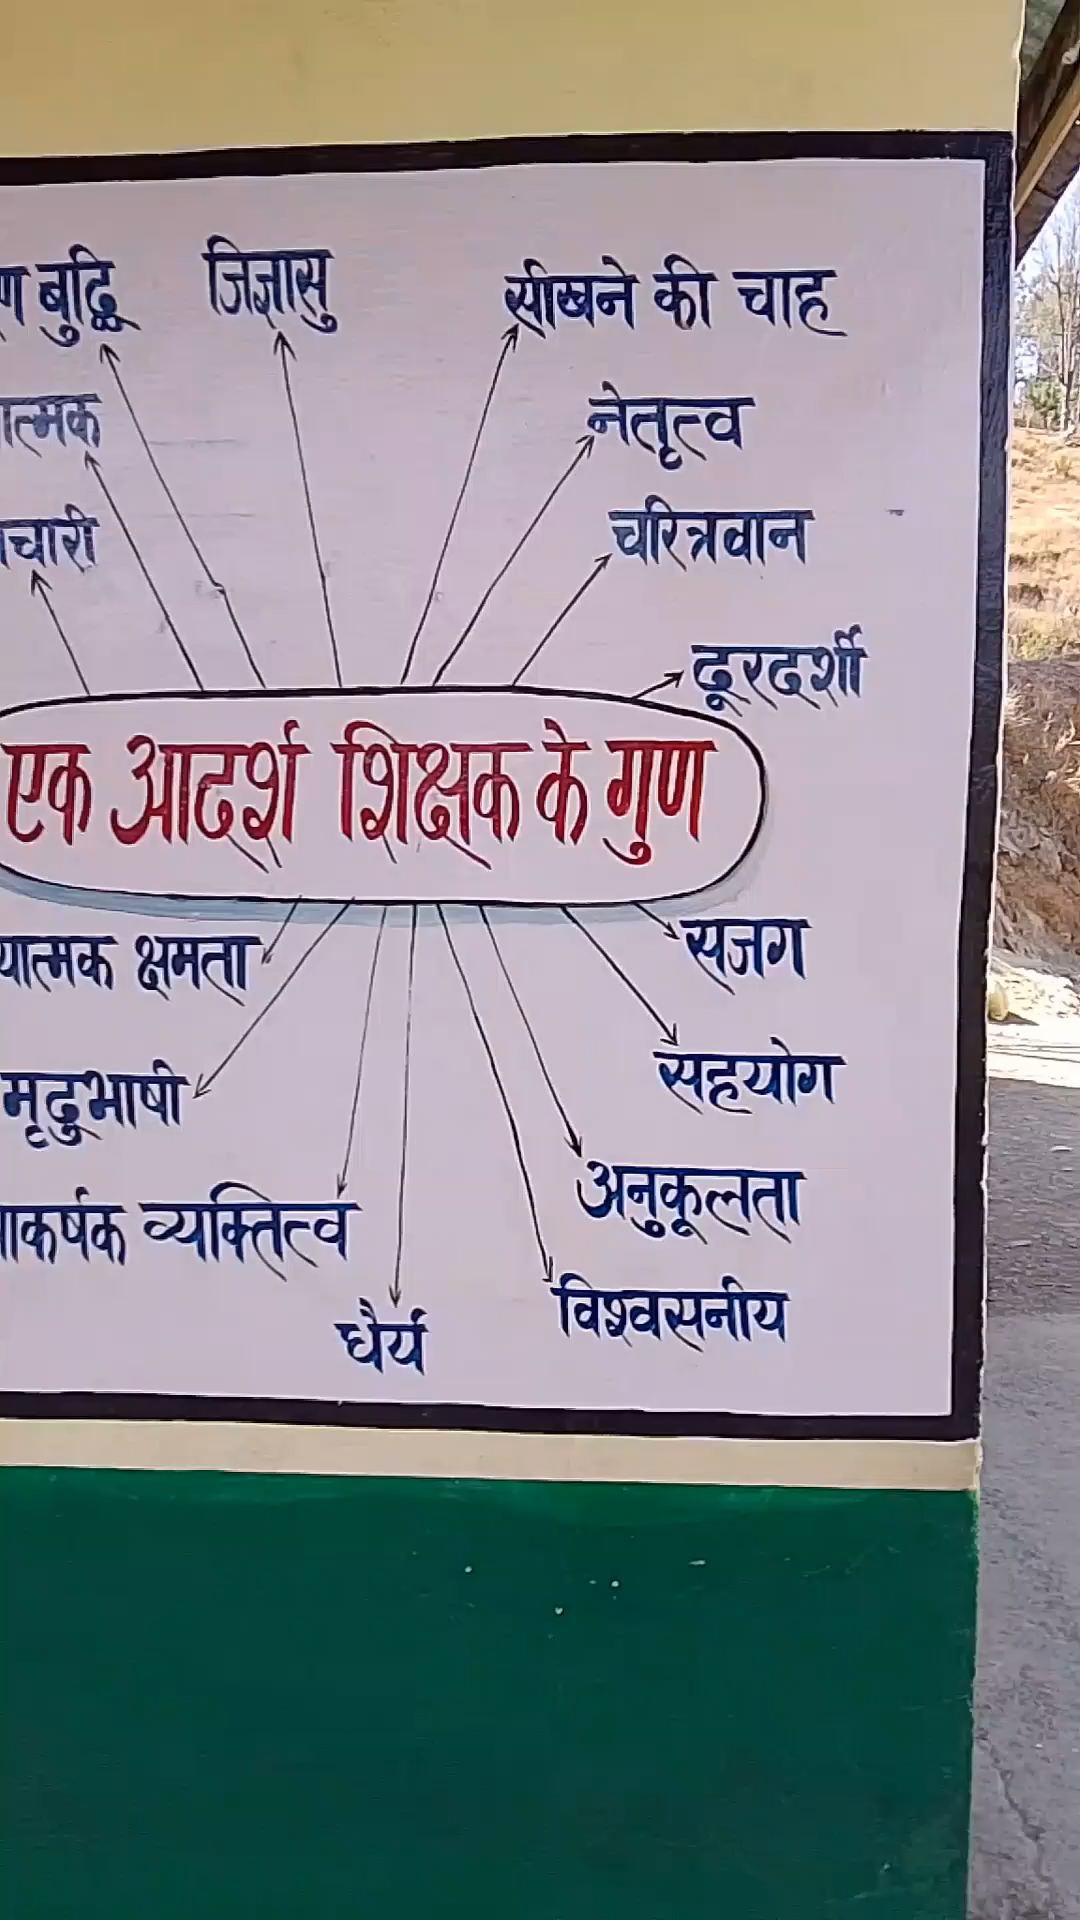 बुद्धि जिज्ञासु सीखने की चाह
नेतृत्व
चरित्रवान
दूरदर्शी
एक आदर्श शिक्षक के गुण
क्षमता सजग
मृदुभाषी सहयोग
व्यक्तित्व अनुकूलता
धैर्य विश्वसनीय